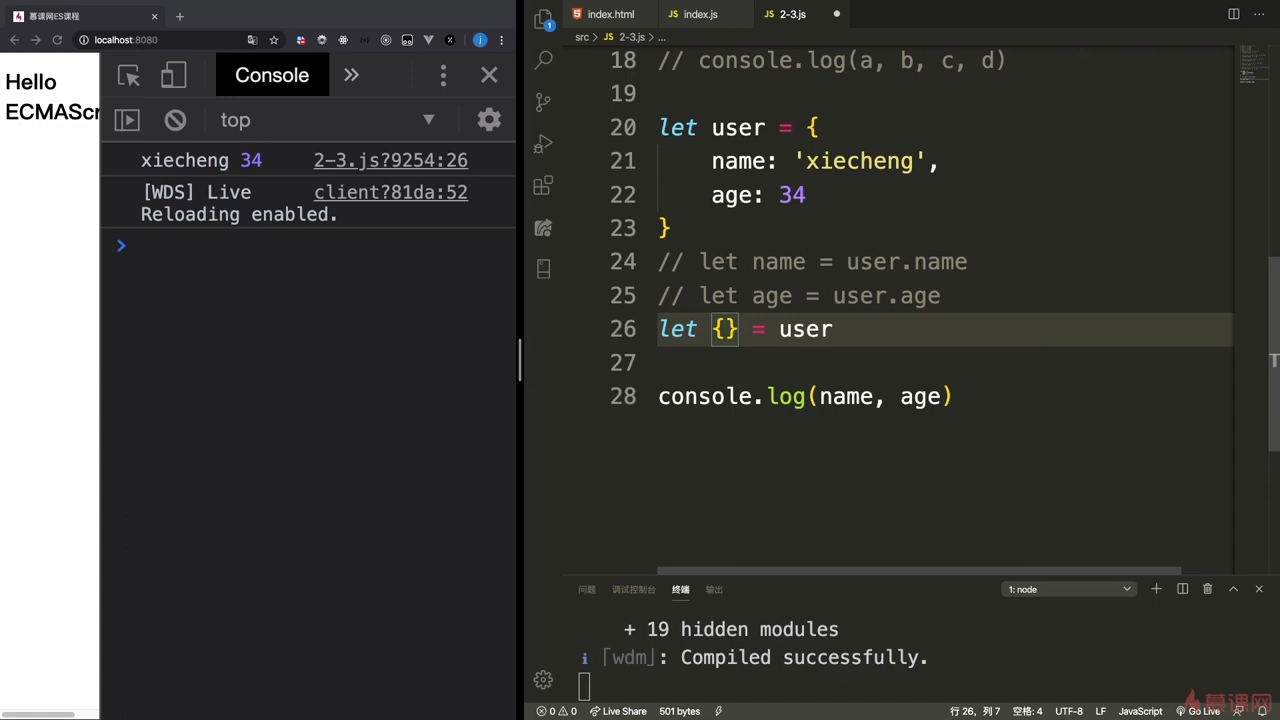 慕课网ES课程
localhost:8080
Hello
ECMAScr
Console
top
xiecheng 34 2-3.js?9254:26
[WDS] Live client?81da:52
Reloading enabled.
index.html
index.js
2-3.js
src > JS 2-3.js > ...
18 // console.log(a, b, c, d)
19
20 let user = {
21 name: 'xiecheng',
22 age: 34
23 }
24 // let name = user.name
25 // let age = user.age
26 let {} = user
27
28 console.log(name, age)
问题 调试控制台 终端 输出
1: node
+ 19 hidden modules
i ｢wdm｣: Compiled successfully.
0 0 Live Share 501 bytes
行 26，列 7 空格: 4 UTF-8 LF JavaScript Go Live
慕课网